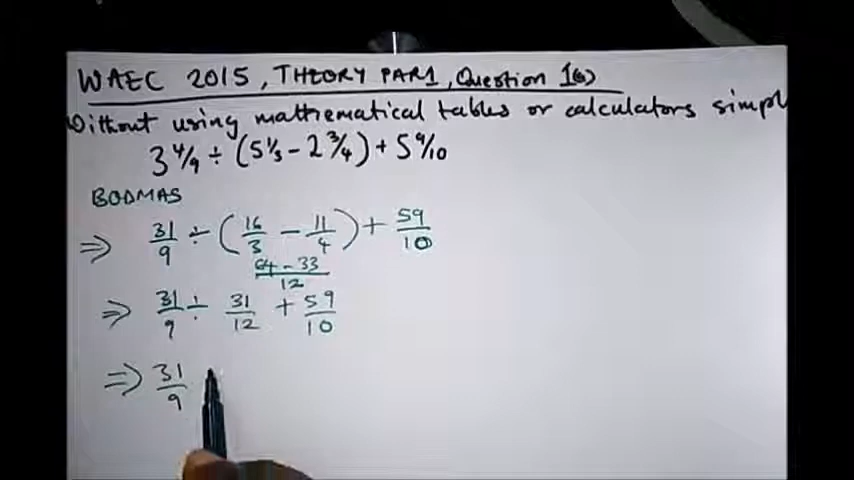 WAEC 2015, THEORY PART1, Question 1(a)
Without using mathematical tables or calculators simpl
3 4/9 ÷ (5 1/3 - 2 3/4) + 5 9/10
BODMAS
⇒ 31/9 ÷ (16/3 - 11/4) + 59/10
64 - 33/12
⇒ 31/9 ÷ 31/12 + 59/10
⇒ 31/9